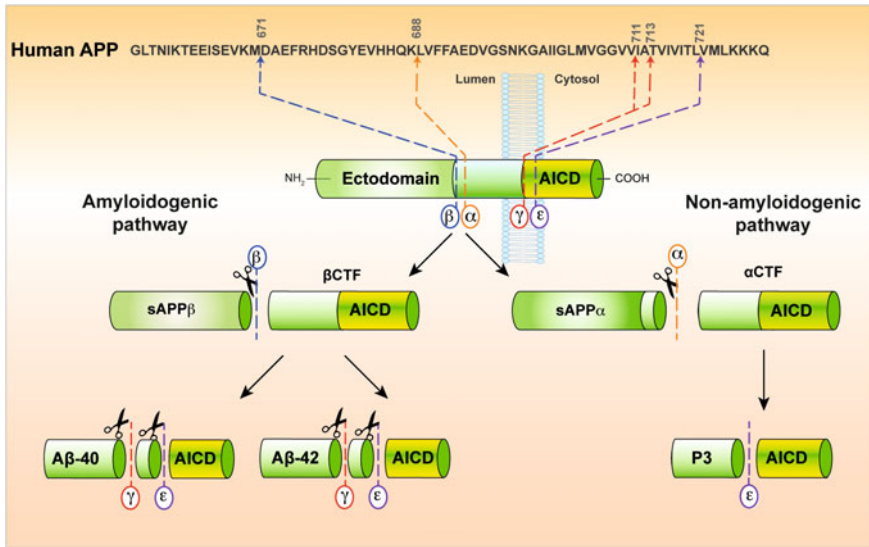 671
688
711
713
721
Human APP GLTNIKTEEISEVKMDAEFRHDSGYEVHHQKLVFFAEDVGSNKGAIIGLMVGGVVIATVIVITLVMLKKKQ
Lumen Cytosol
NH2 Ectodomain AICD COOH
β α γ ε
Amyloidogenic
pathway
Non-amyloidogenic
pathway
β
βCTF
α
αCTF
sAPPβ AICD sAPPα AICD
Aβ-40 AICD Aβ-42 AICD P3 AICD
γ ε γ ε ε